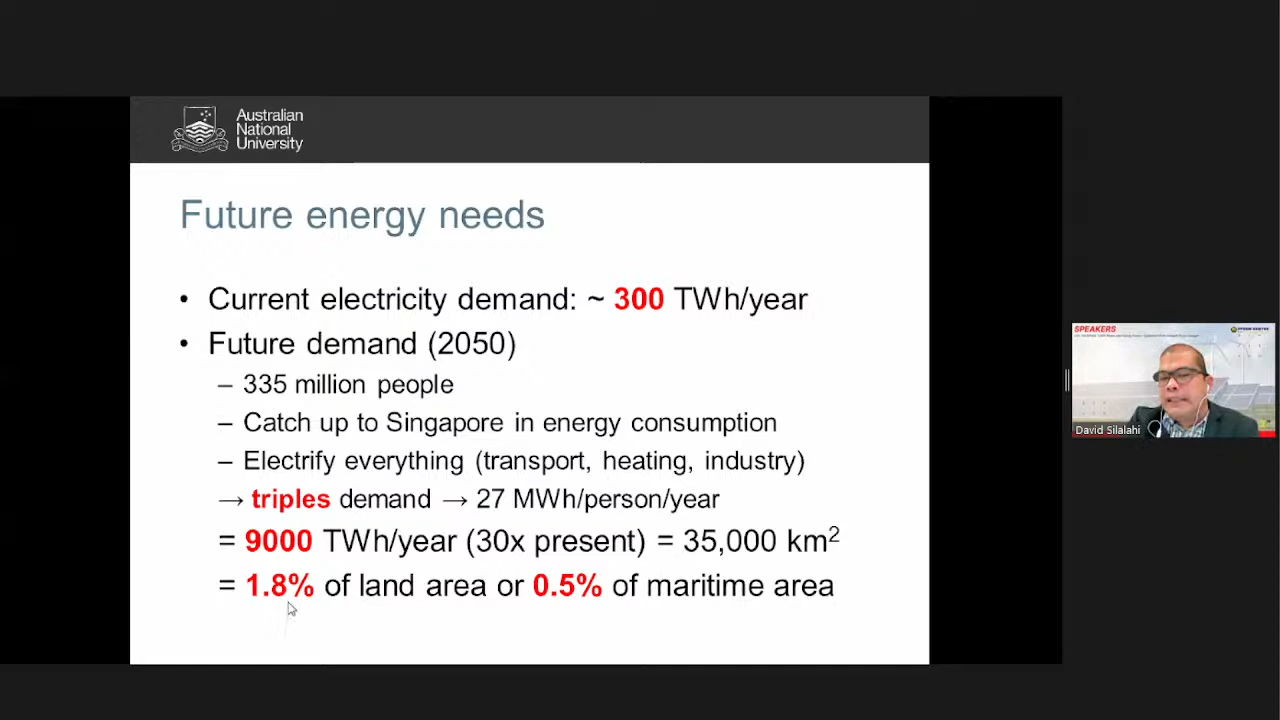 Australian
National
University
Future energy needs
• Current electricity demand: ~ 300 TWh/year
• Future demand (2050)
– 335 million people
– Catch up to Singapore in energy consumption
– Electrify everything (transport, heating, industry)
→ triples demand → 27 MWh/person/year
= 9000 TWh/year (30x present) = 35,000 km²
= 1.8% of land area or 0.5% of maritime area
SPEAKERS
David Silalahi